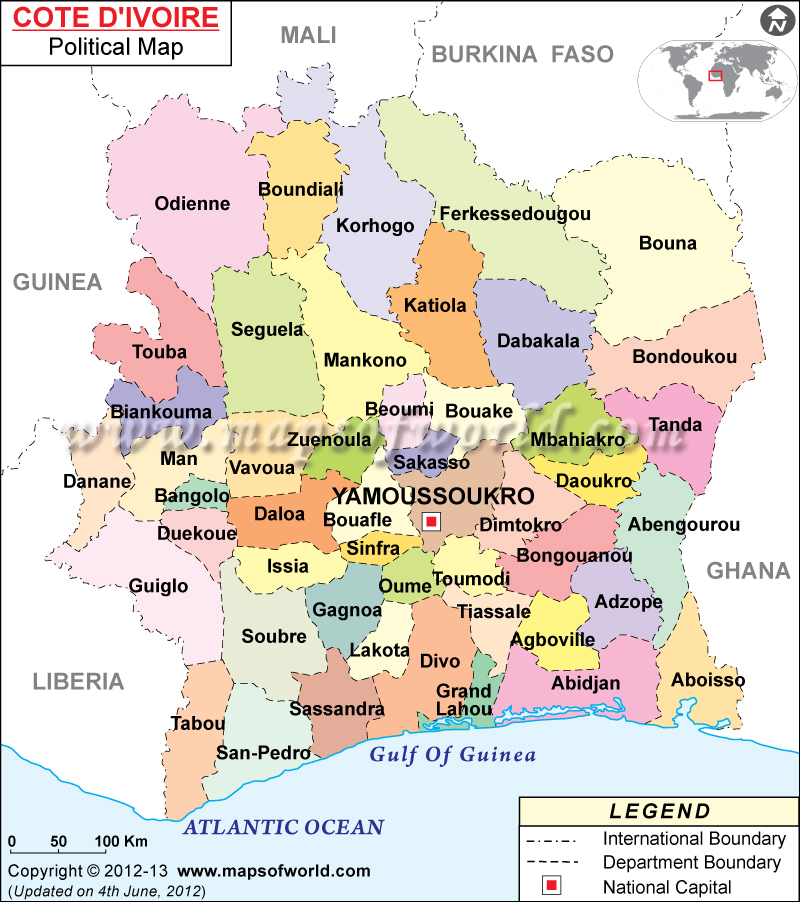 COTE D'IVOIRE
Political Map
MALI
BURKINA FASO
Odienne
Boundiali
Korhogo
Ferkessedougou
Bouna
GUINEA
Katiola
Seguela
Dabakala
Touba
Mankono
Bondoukou
Biankouma
Beoumi
Bouake
Tanda
www.mapsofworld.com
Zuenoula
Mbahiakro
Man
Vavoua
Sakasso
Danane
Daoukro
Bangolo
YAMOUSSOUKRO
Daloa
Bouafle
Dimtokro
Abengourou
Duekoue
Sinfra
Bongouanou
Issia
GHANA
Guiglo
Oume
Toumodi
Gagnoa
Tiassale
Adzope
Soubre
Agboville
Lakota
Divo
LIBERIA
Abidjan
Aboisso
Grand
Lahou
Sassandra
Tabou
San-Pedro
Gulf Of Guinea
ATLANTIC OCEAN
LEGEND
International Boundary
Department Boundary
National Capital
0 50 100 Km
Copyright © 2012-13 www.mapsofworld.com
(Updated on 4th June, 2012)